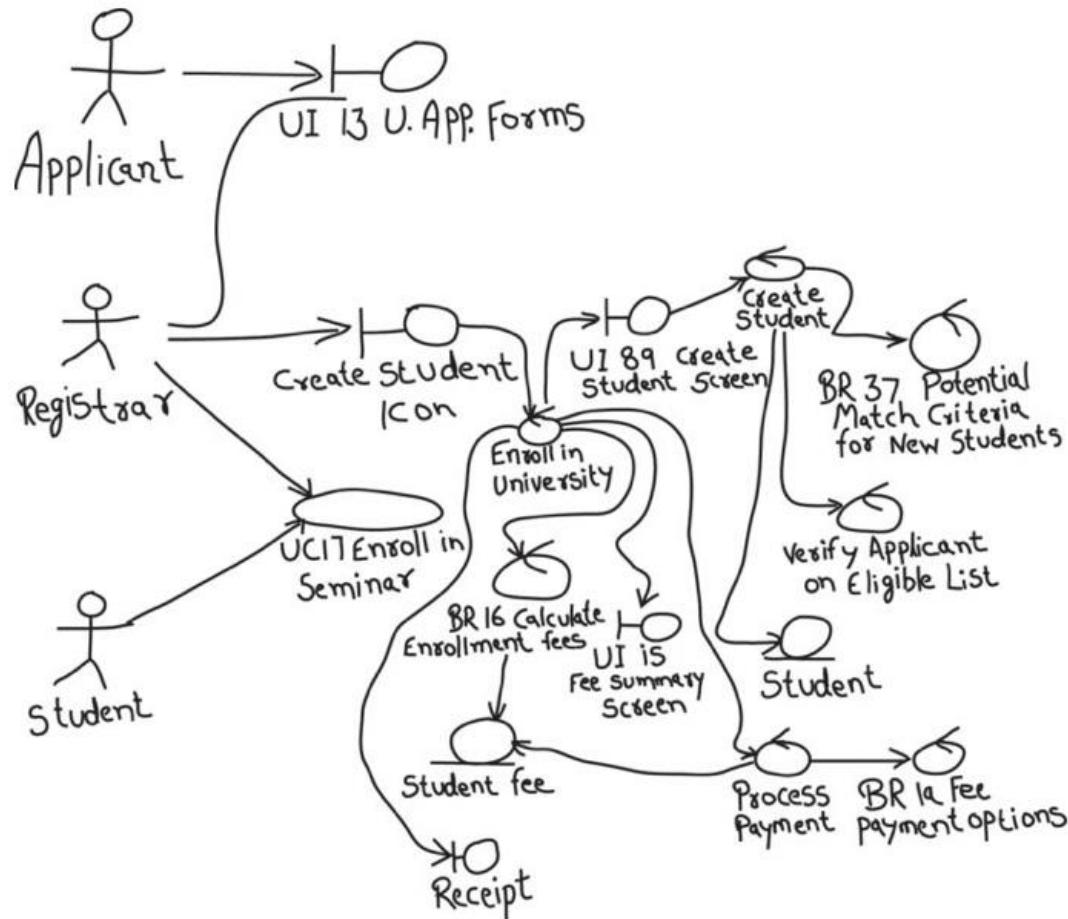 Applicant
UI 13 U. App. Forms
Registrar
Create Student
Icon
UI 89 Create
Student Screen
Create
Student
BR 37 Potential
Match Criteria
for New Students
Enroll in
University
UC17 Enroll in
Seminar
Verify Applicant
on Eligible List
Student
BR 16 Calculate
Enrollment fees
UI is
Fee Summary
Screen
Student
Student fee
Process
Payment
BR 1a Fee
payment options
Receipt